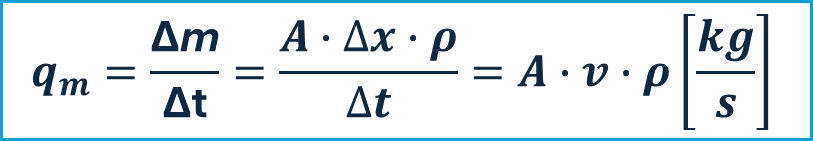 q_m = Δm/Δt = A · Δx · ρ/Δt = A · v · ρ [kg/s]